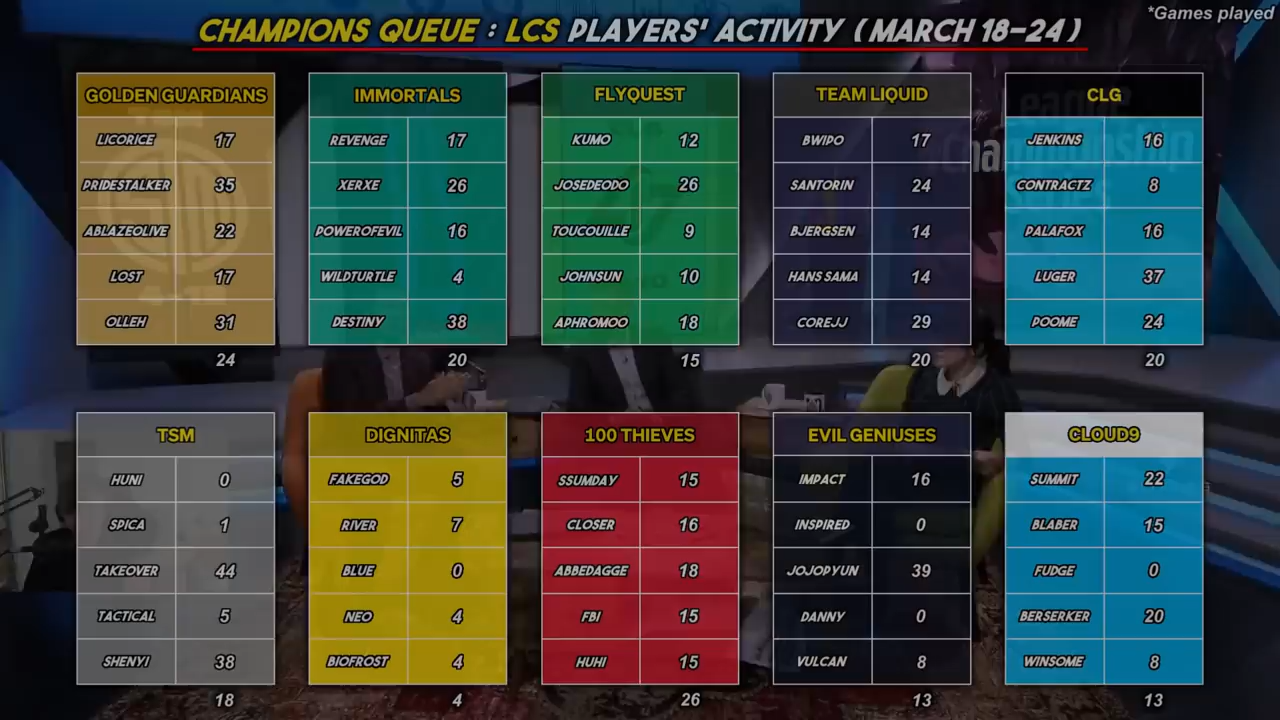 *Games played
CHAMPIONS QUEUE : LCS PLAYERS' ACTIVITY (MARCH 18-24)
GOLDEN GUARDIANS
LICORICE 17
PRIDESTALKER 35
ABLAZEOLIVE 22
LOST 17
OLLEH 31
24
IMMORTALS
REVENGE 17
XERXE 26
POWEROFEVIL 16
WILDTURTLE 4
DESTINY 38
20
FLYQUEST
KUMO 12
JOSEDEODO 26
TOUCOUILLE 9
JOHNSUN 10
APHROMOO 18
15
TEAM LIQUID
BWIPO 17
SANTORIN 24
BJERGSEN 14
HANS SAMA 14
COREJJ 29
20
CLG
JENKINS 16
CONTRACTZ 8
PALAFOX 16
LUGER 37
POOME 24
20
TSM
HUNI 0
SPICA 1
TAKEOVER 44
TACTICAL 5
SHENYI 38
18
DIGNITAS
FAKEGOD 5
RIVER 7
BLUE 0
NEO 4
BIOFROST 4
4
100 THIEVES
SSUMDAY 15
CLOSER 16
ABBEDAGGE 18
FBI 15
HUHI 15
26
EVIL GENIUSES
IMPACT 16
INSPIRED 0
JOJOPYUN 39
DANNY 0
VULCAN 8
13
CLOUD9
SUMMIT 22
BLABER 15
FUDGE 0
BERSERKER 20
WINSOME 8
13